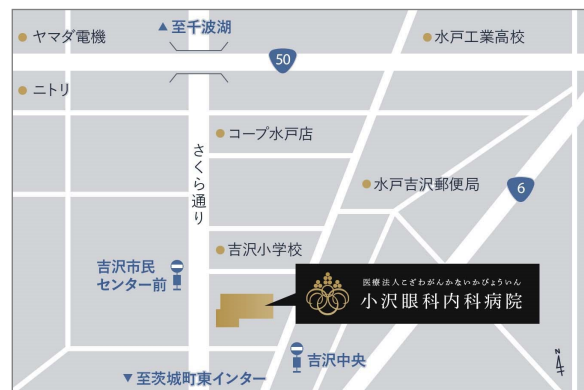 ヤマダ電機
▲至千波湖
水戸工業高校
50
ニトリ
コープ水戸店
さくら通り
水戸吉沢郵便局
6
吉沢小学校
吉沢市民
センター前
医療法人こざわがんかないかびょういん
小沢眼科内科病院
吉沢中央
▼至茨城町東インター
N